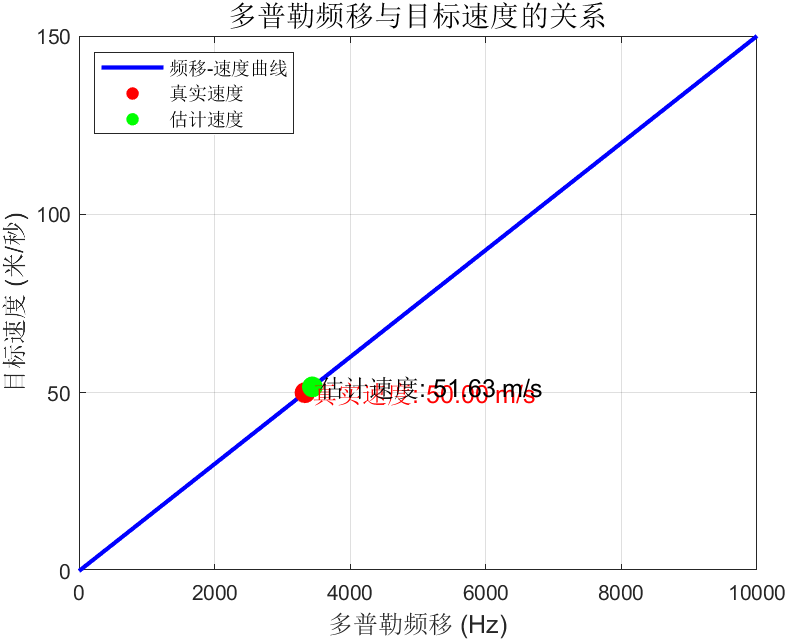 多普勒频移与目标速度的关系
150
100
50
0
目标速度 (米/秒)
频移-速度曲线
真实速度
估计速度
估计速度: 51.63 m/s
真实速度: 50.00 m/s
0 2000 4000 6000 8000 10000
多普勒频移 (Hz)